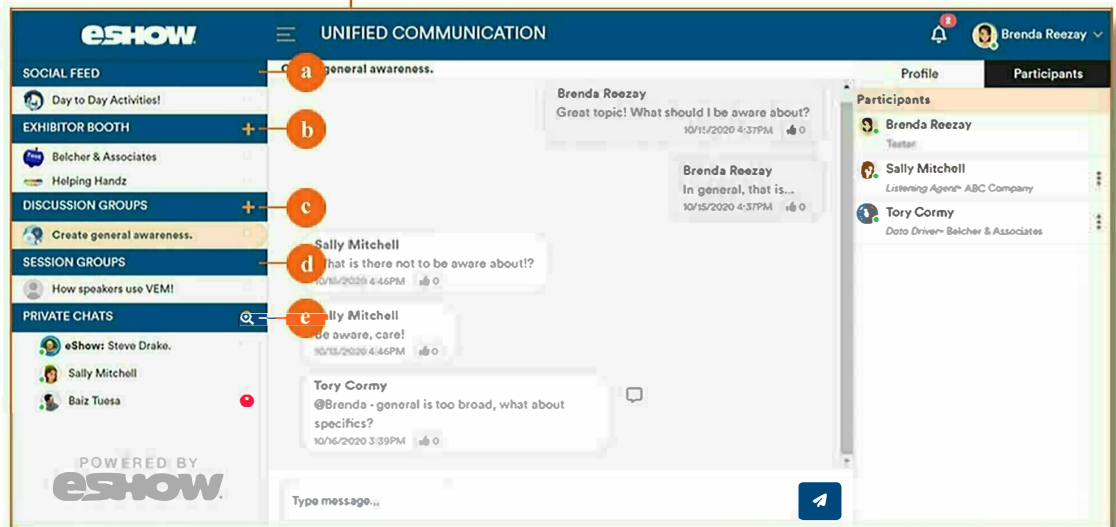 eSHOW
UNIFIED COMMUNICATION
2
Brenda Reezay
SOCIAL FEED
a
Day to Day Activities!
EXHIBITOR BOOTH +
b
Belcher & Associates
Helping Handz
DISCUSSION GROUPS +
c
Create general awareness.
SESSION GROUPS
d
How speakers use VEM!
PRIVATE CHATS
e
eShow: Steve Drake.
Sally Mitchell
Baiz Tuesa
POWERED BY
eSHOW.
general awareness.
Brenda Reezay
Great topic! What should I be aware about?
10/15/2020 4:37PM 0
Brenda Reezay
In general, that is...
10/15/2020 4:37PM 0
Sally Mitchell
hat is there not to be aware about!?
4:46PM 0
lly Mitchell
Be aware, care!
4:46PM 0
Tory Cormy
@Brenda - general is too broad, what about
specifics?
10/16/2020 3:39PM 0
Type message...
Profile Participants
Participants
Brenda Reezay
Tester
Sally Mitchell
Listening Agent- ABC Company
Tory Cormy
Data Driver- Belcher & Associates